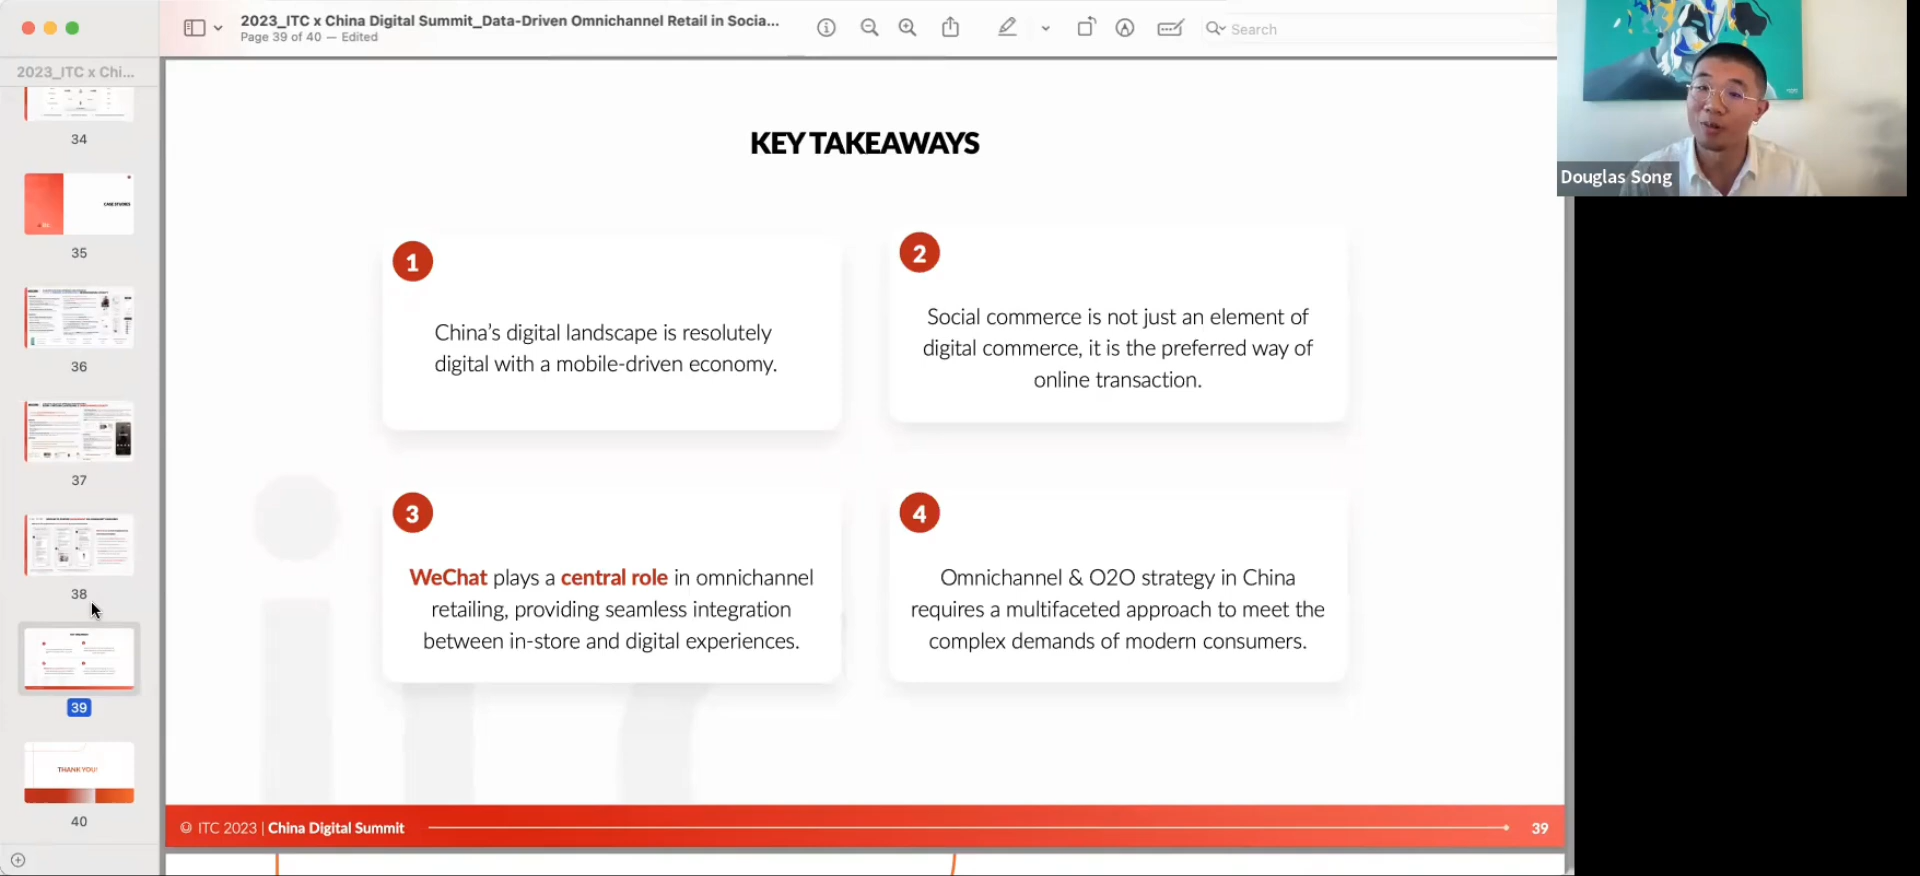 2023_ITC x China Digital Summit_Data-Driven Omnichannel Retail in Socia...
Page 39 of 40 — Edited
Search
2023_ITC x Chi...
34
CASE STUDIES
35
36
37
38
39
THANK YOU!
40
KEY TAKEAWAYS
1
China's digital landscape is resolutely
digital with a mobile-driven economy.
2
Social commerce is not just an element of
digital commerce, it is the preferred way of
online transaction.
3
WeChat plays a central role in omnichannel
retailing, providing seamless integration
between in-store and digital experiences.
4
Omnichannel & O2O strategy in China
requires a multifaceted approach to meet the
complex demands of modern consumers.
© ITC 2023 | China Digital Summit
39
Douglas Song